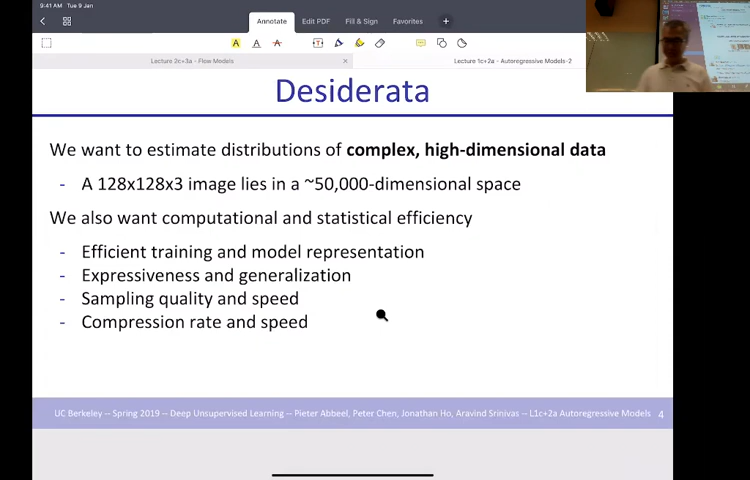 9:41 AM Tue 9 Jan
Annotate Edit PDF Fill & Sign Favorites +
A A A T
Lecture 2c+3a - Flow Models × Lecture 1c+2a - Autoregressive Models-2
Desiderata
We want to estimate distributions of complex, high-dimensional data
- A 128x128x3 image lies in a ~50,000-dimensional space
We also want computational and statistical efficiency
- Efficient training and model representation
- Expressiveness and generalization
- Sampling quality and speed
- Compression rate and speed
UC Berkeley -- Spring 2019 -- Deep Unsupervised Learning -- Pieter Abbeel, Peter Chen, Jonathan Ho, Aravind Srinivas -- L1c+2a Autoregressive Models 4